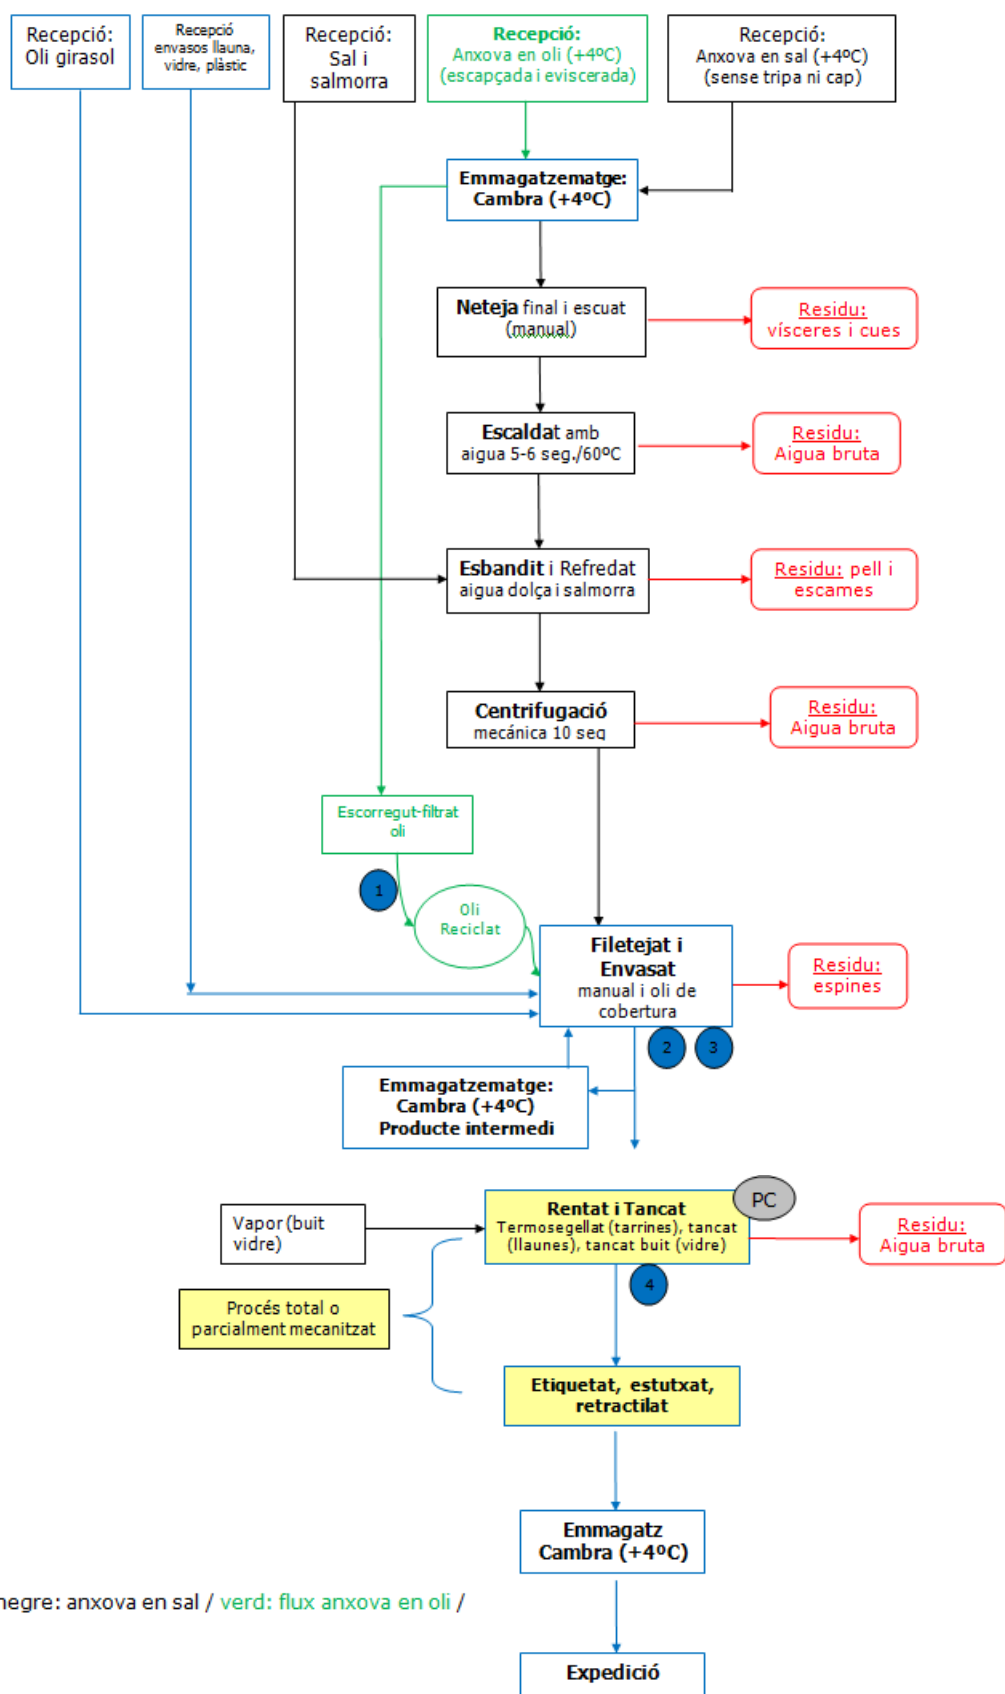 Recepció:
Oli girasol
Recepció
envasos llauna,
vidre, plàstic
Recepció:
Sal i
salmorra
Recepció:
Anxova en oli (+4ºC)
(escapçada i eviscerada)
Recepció:
Anxova en sal (+4ºC)
(sense tripa ni cap)
Emmagatzematge:
Cambra (+4ºC)
Neteja final i escuat
(manual)
Residu:
vísceres i cues
Escaldat amb
aigua 5-6 seg./60ºC
Residu:
Aigua bruta
Esbandit i Refredat
aigua dolça i salmorra
Residu: pell i
escames
Centrifugació
mecánica 10 seg
Residu:
Aigua bruta
Escorregut-filtrat
oli
1
Oli
Reciclat
Filetejat i
Envasat
manual i oli de
cobertura
Residu:
espines
2
3
Emmagatzematge:
Cambra (+4ºC)
Producte intermedi
PC
Vapor (buit
vidre)
Rentat i Tancat
Termosegellat (tarrines), tancat
(llaunes), tancat buit (vidre)
Residu:
Aigua bruta
4
Procés total o
parcialment mecanitzat
Etiquetat, estutxat,
retractilat
Emmagatz
Cambra (+4ºC)
negre: anxova en sal / verd: flux anxova en oli /
Expedició